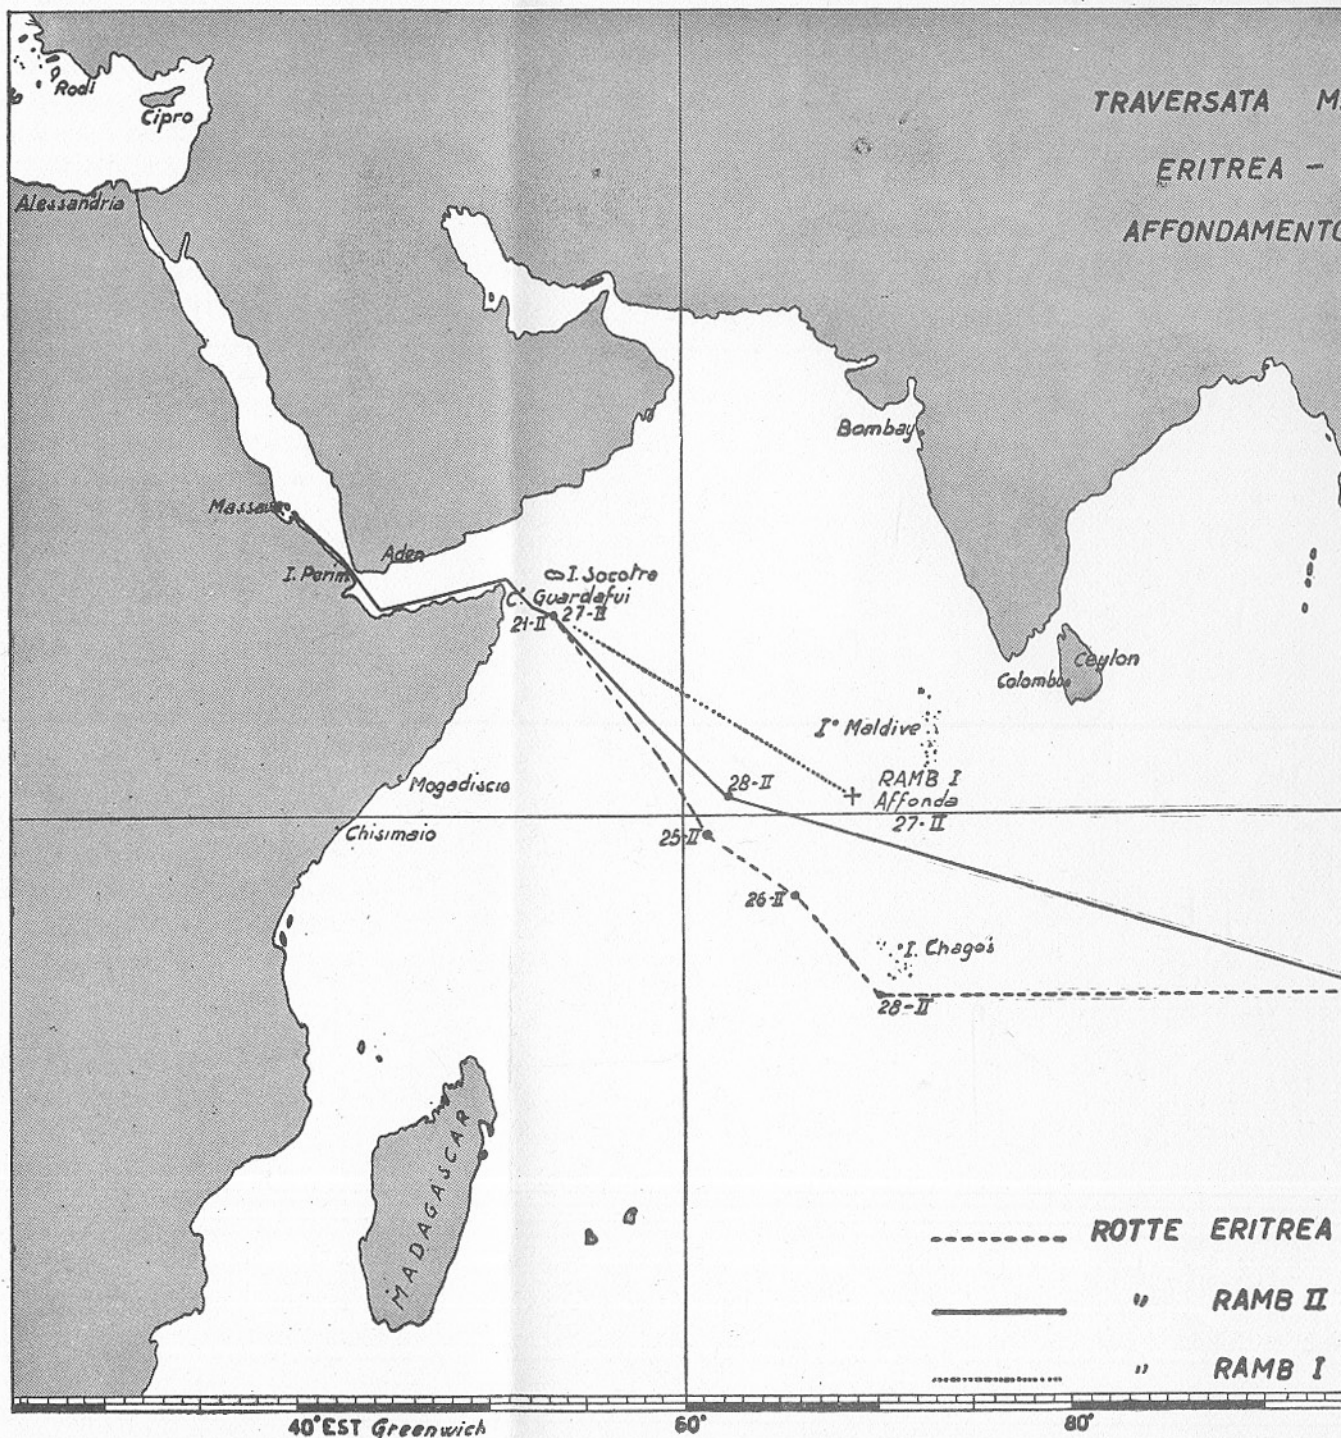 TRAVERSATA M
ERITREA -
AFFONDAMENTO
Rodi
Cipro
Alessandria
Bombay
Massaua
Aden
I. Perim
I. Socotra
C. Guardafui
21-II
27-II
Ceylon
Colombo
I° Maldive
Mogadiscio
28-II
RAMB I
Affonda
27-II
Chisimaio
25-II
26-II
I. Chagos
28-II
MADAGASCAR
ROTTE ERITREA
" RAMB II
" RAMB I
40° EST Greenwich
60°
80°